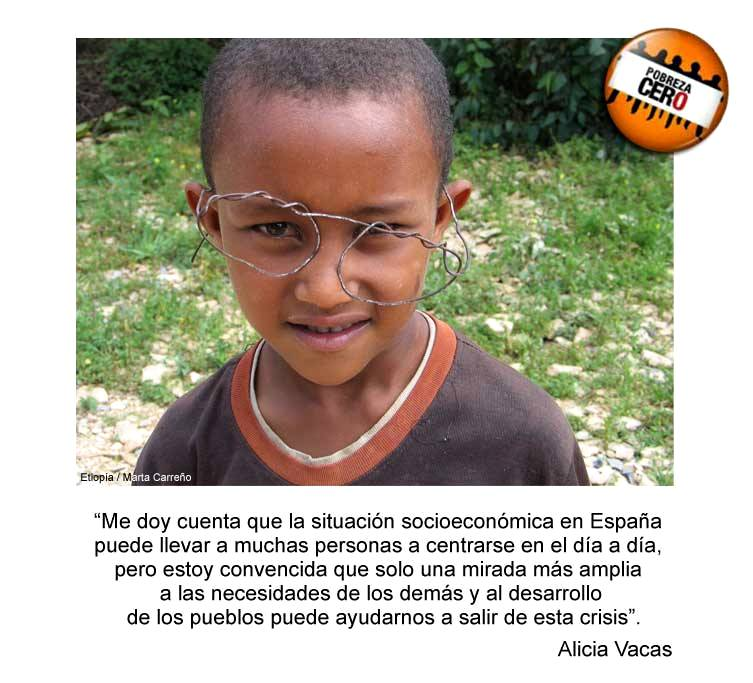 POBREZA
CERO
Etiopía / Marta Carreño
“Me doy cuenta que la situación socioeconómica en España
puede llevar a muchas personas a centrarse en el día a día,
pero estoy convencida que solo una mirada más amplia
a las necesidades de los demás y al desarrollo
de los pueblos puede ayudarnos a salir de esta crisis”.
Alicia Vacas